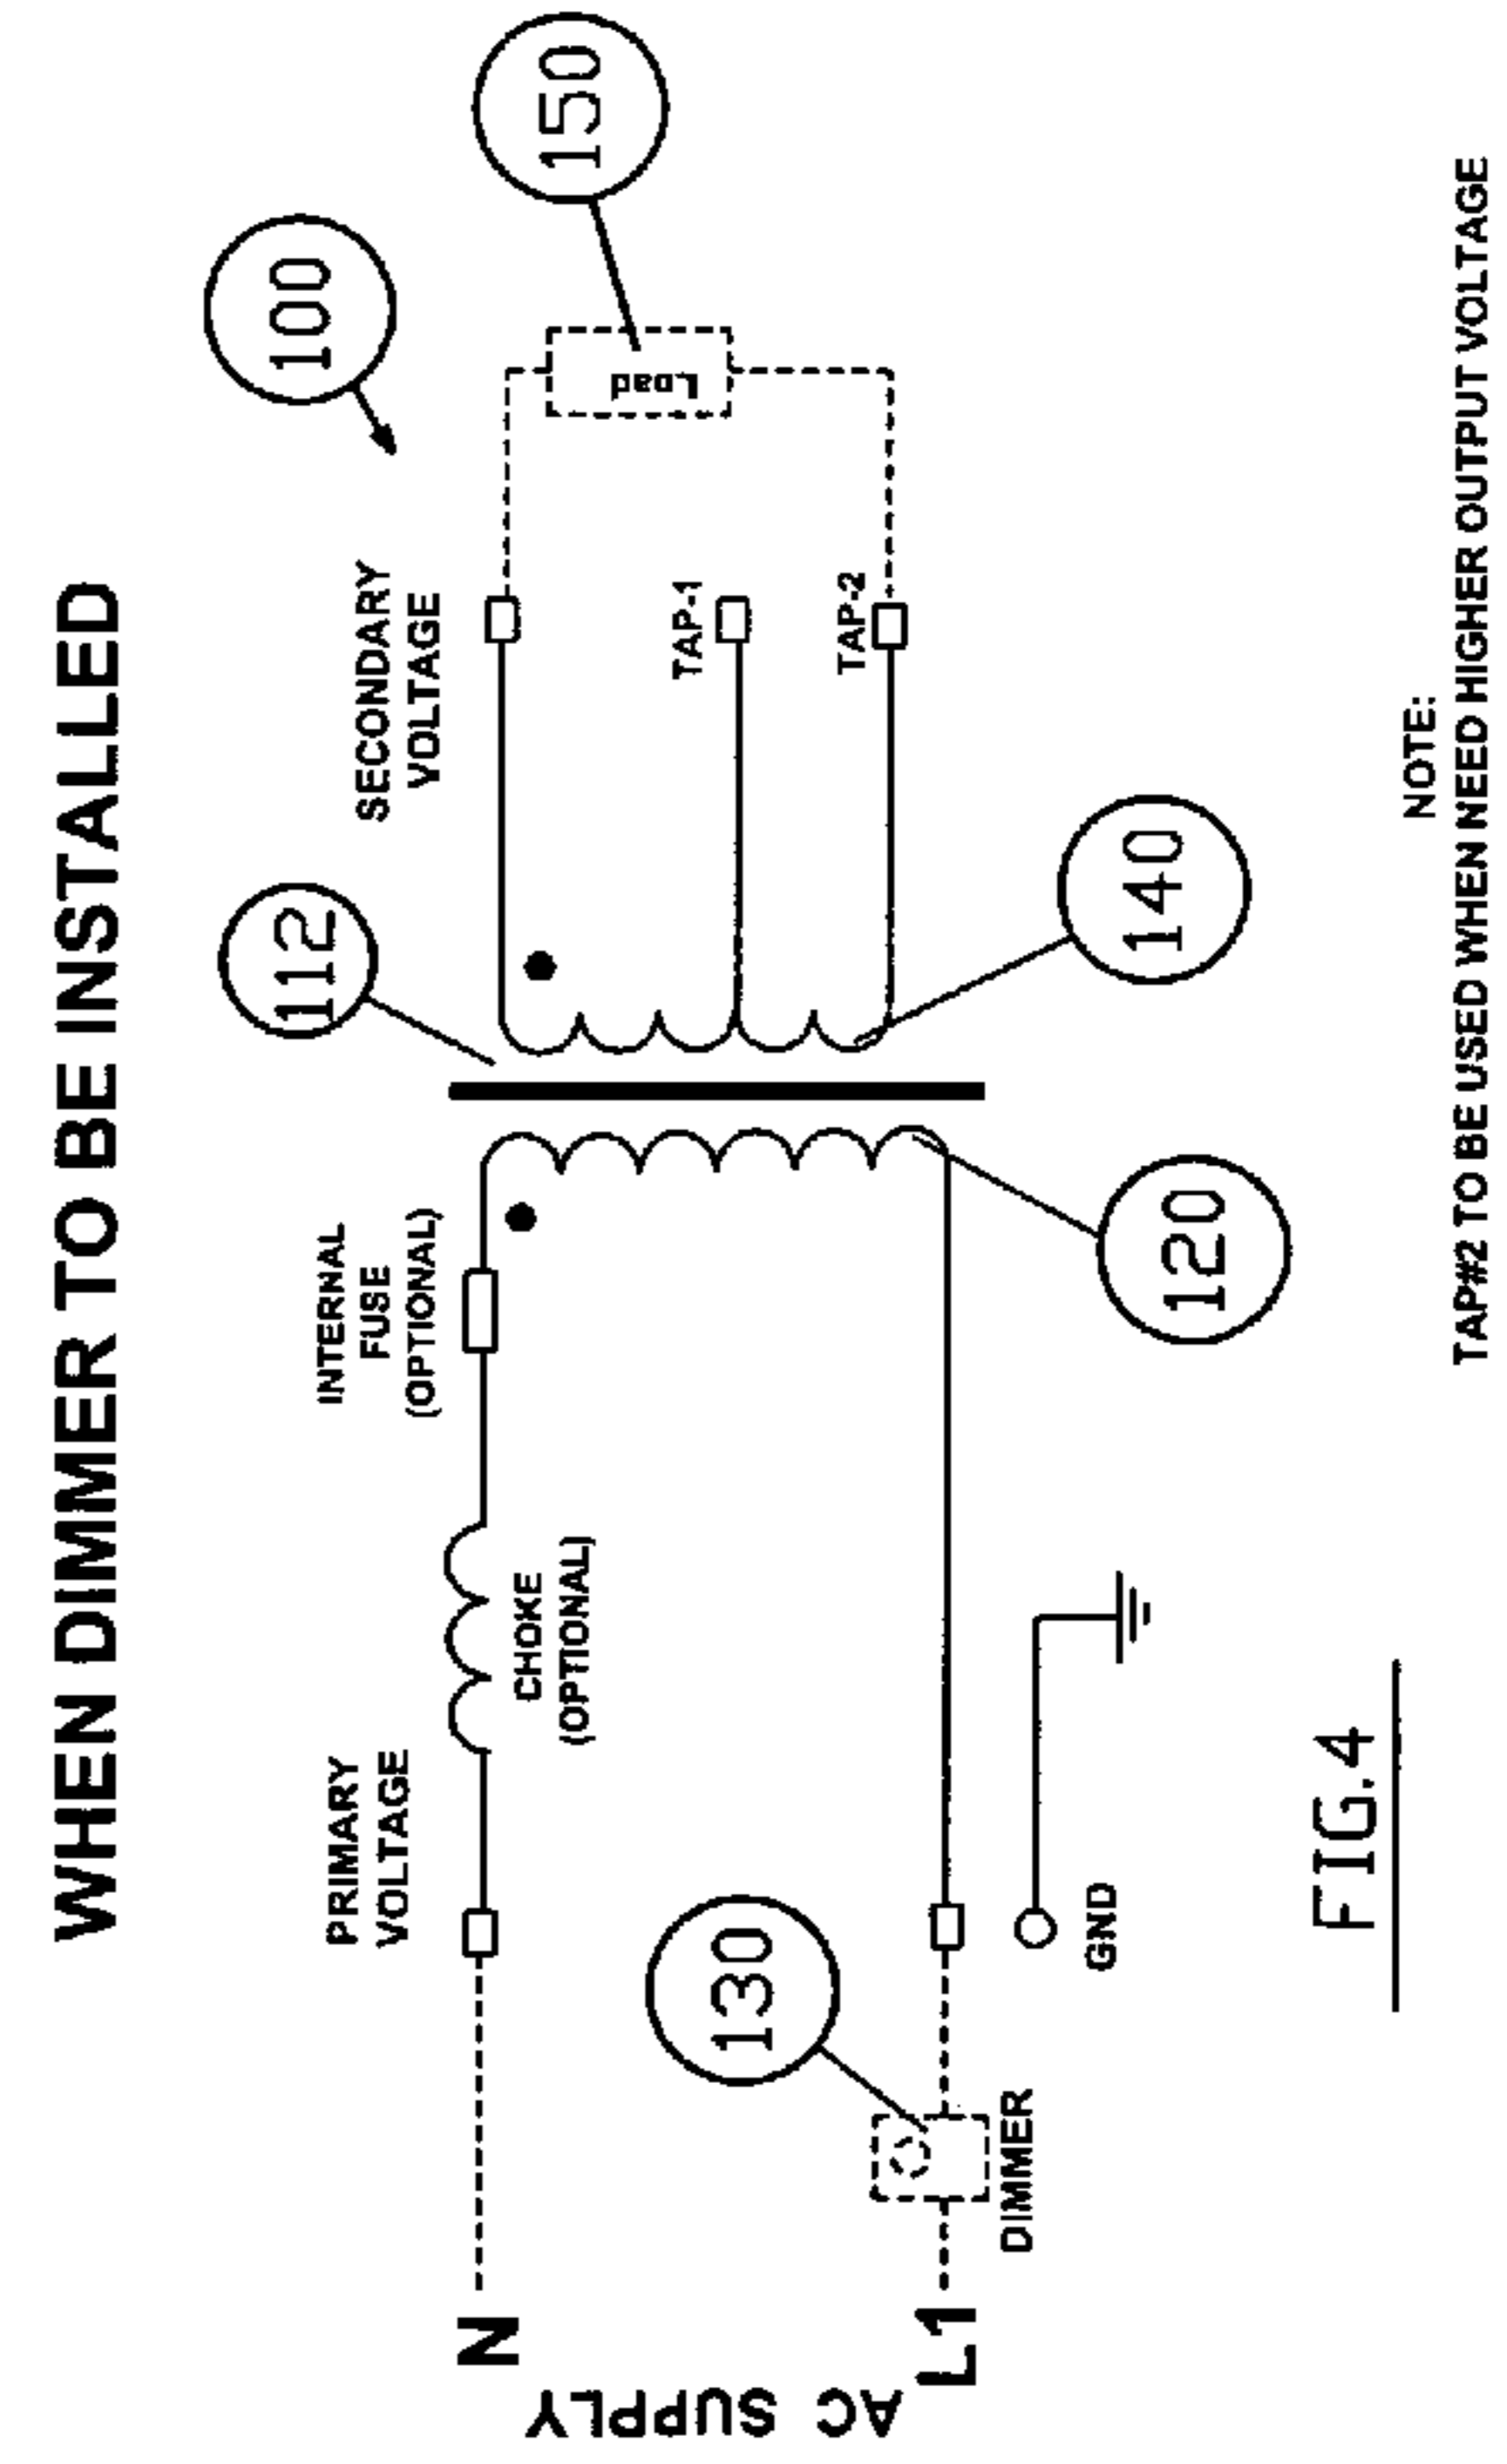 WHEN DIMMER TO BE INSTALLED
100
112
150
SECONDARY
VOLTAGE
INTERNAL
FUSE
(OPTIONAL)
PRIMARY
VOLTAGE
CHOKE
(OPTIONAL)
Load
TAP-1
TAP-2
N
AC SUPPLY
L1
130
DIMMER
GND
120
140
FIG.4
NOTE:
TAP#2 TO BE USED WHEN NEED HIGHER OUTPUT VOLTAGE